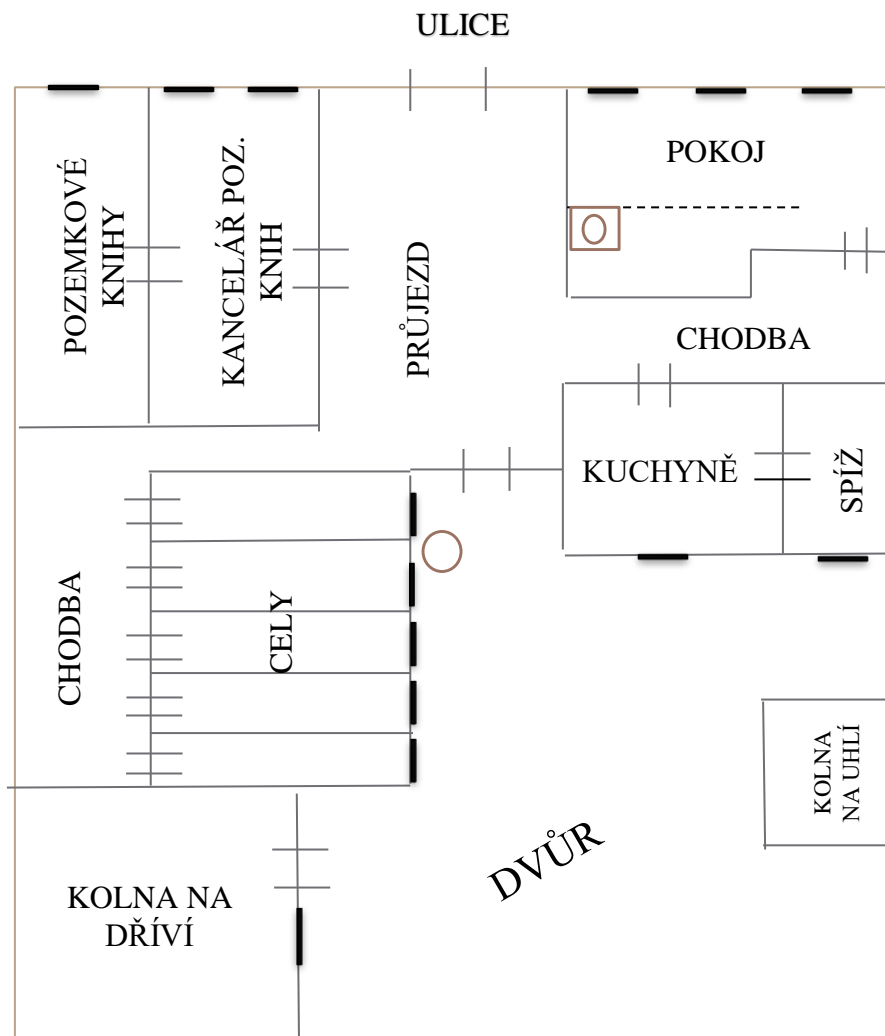 ULICE
POZEMKOVÉ
KNIHY
KANCELÁŘ POZ.
KNIH
PRŮJEZD
POKOJ
CHODBA
KUCHYNĚ
SPÍŽ
CHODBA
CELY
KOLNA
NA UHLÍ
DVŮR
KOLNA NA
DŘÍVÍ